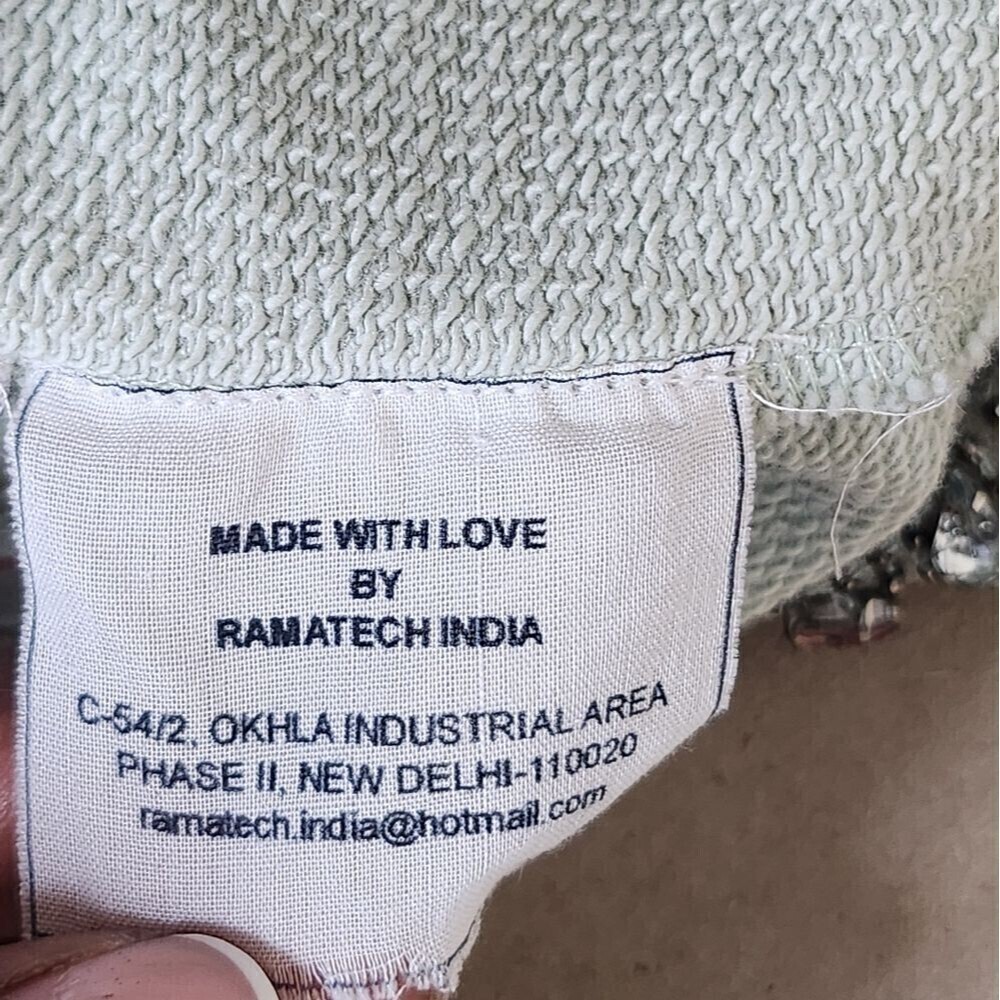 MADE WITH LOVE
BY
RAMATECH INDIA
C-54/2, OKHLA INDUSTRIAL AREA
PHASE II, NEW DELHI-110020
ramatech.india@hotmail.com